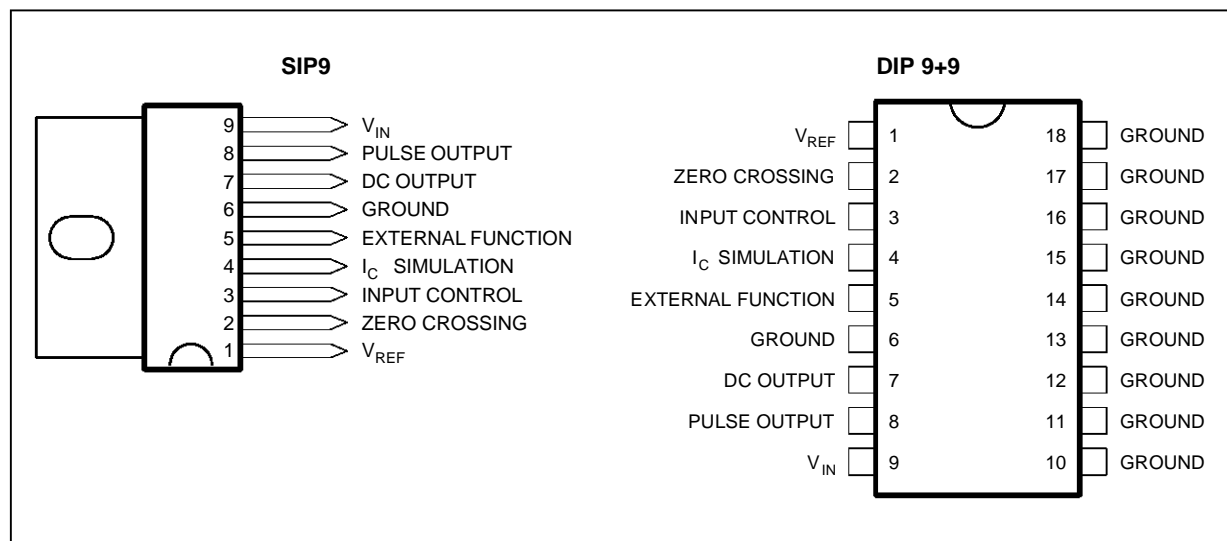 SIP9
9 V_IN
8 PULSE OUTPUT
7 DC OUTPUT
6 GROUND
5 EXTERNAL FUNCTION
4 I_C SIMULATION
3 INPUT CONTROL
2 ZERO CROSSING
1 V_REF
DIP 9+9
V_REF 1 18 GROUND
ZERO CROSSING 2 17 GROUND
INPUT CONTROL 3 16 GROUND
I_C SIMULATION 4 15 GROUND
EXTERNAL FUNCTION 5 14 GROUND
GROUND 6 13 GROUND
DC OUTPUT 7 12 GROUND
PULSE OUTPUT 8 11 GROUND
V_IN 9 10 GROUND